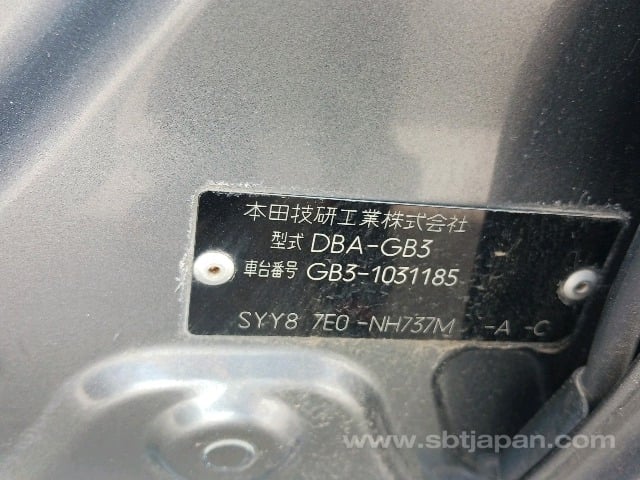 本田技研工業株式会社
型式 DBA-GB3
車台番号 GB3-1031185
SYY8 7E0 -NH737M -A -C
www.sbtjapan.com